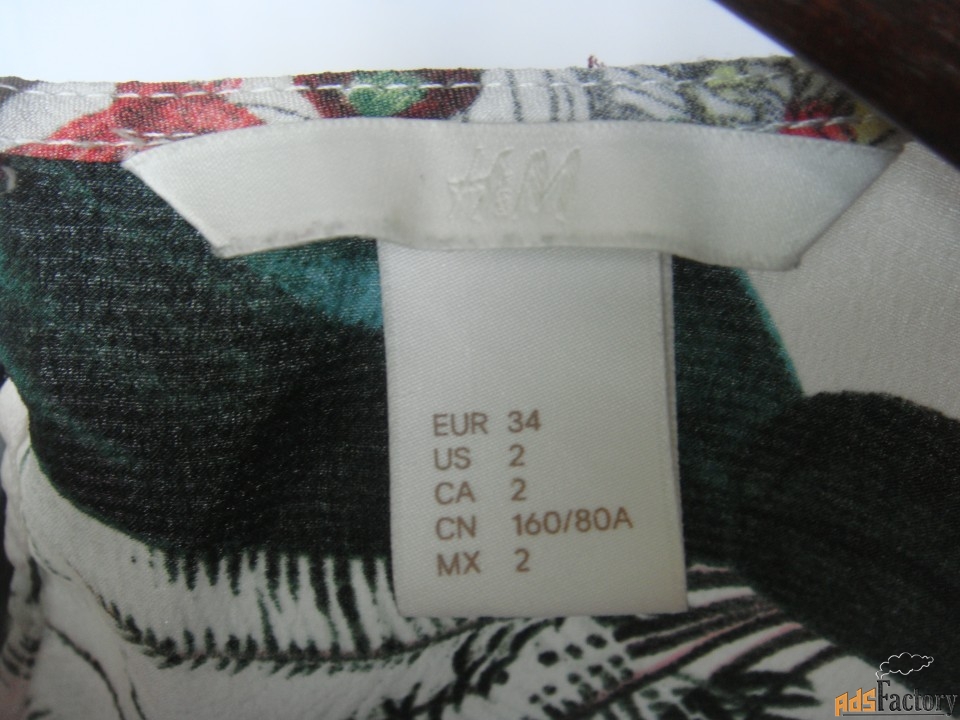 H&M
EUR 34
US 2
CA 2
CN 160/80A
MX 2
AdsFactory